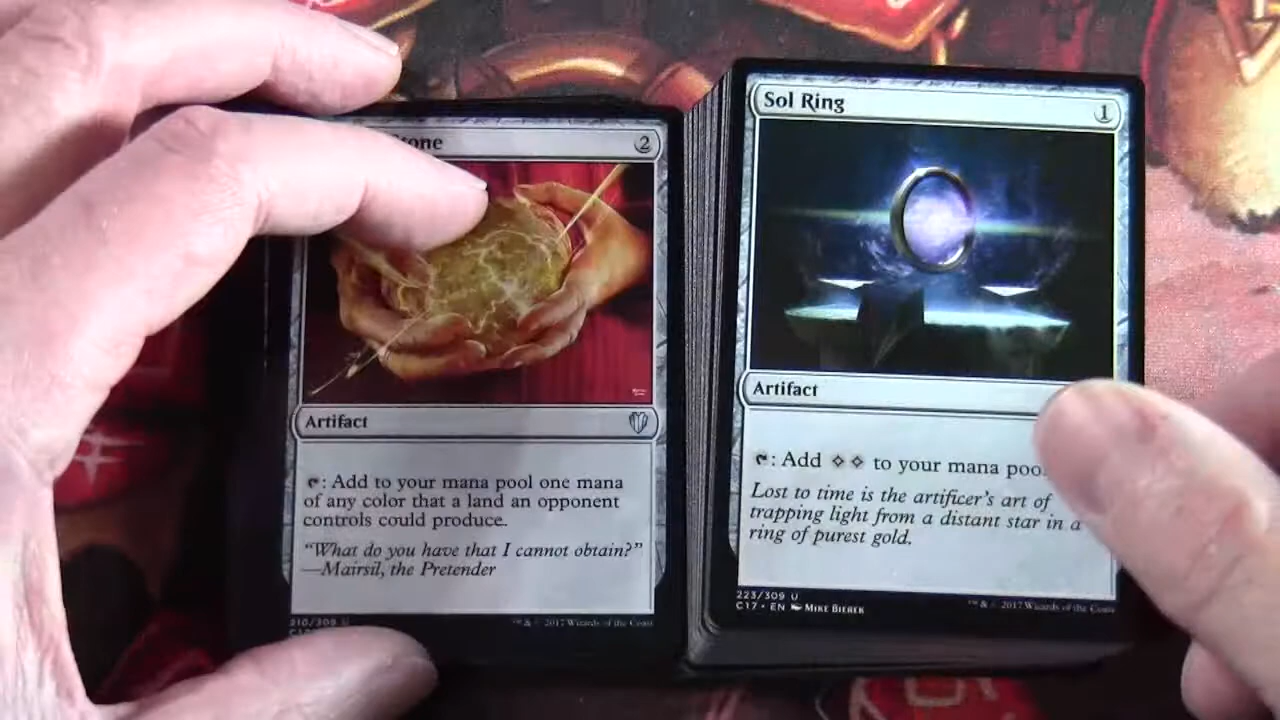 tone 2
Artifact
: Add to your mana pool one mana
of any color that a land an opponent
controls could produce.
"What do you have that I cannot obtain?"
—Mairsil, the Pretender
210/309 U
™ & © 2017 Wizards of the Coast
Sol Ring 1
Artifact
: Add to your mana pool.
Lost to time is the artificer's art of
trapping light from a distant star in a
ring of purest gold.
223/309 U
C17 • EN Mike Bierek
™ & © 2017 Wizards of the Coast